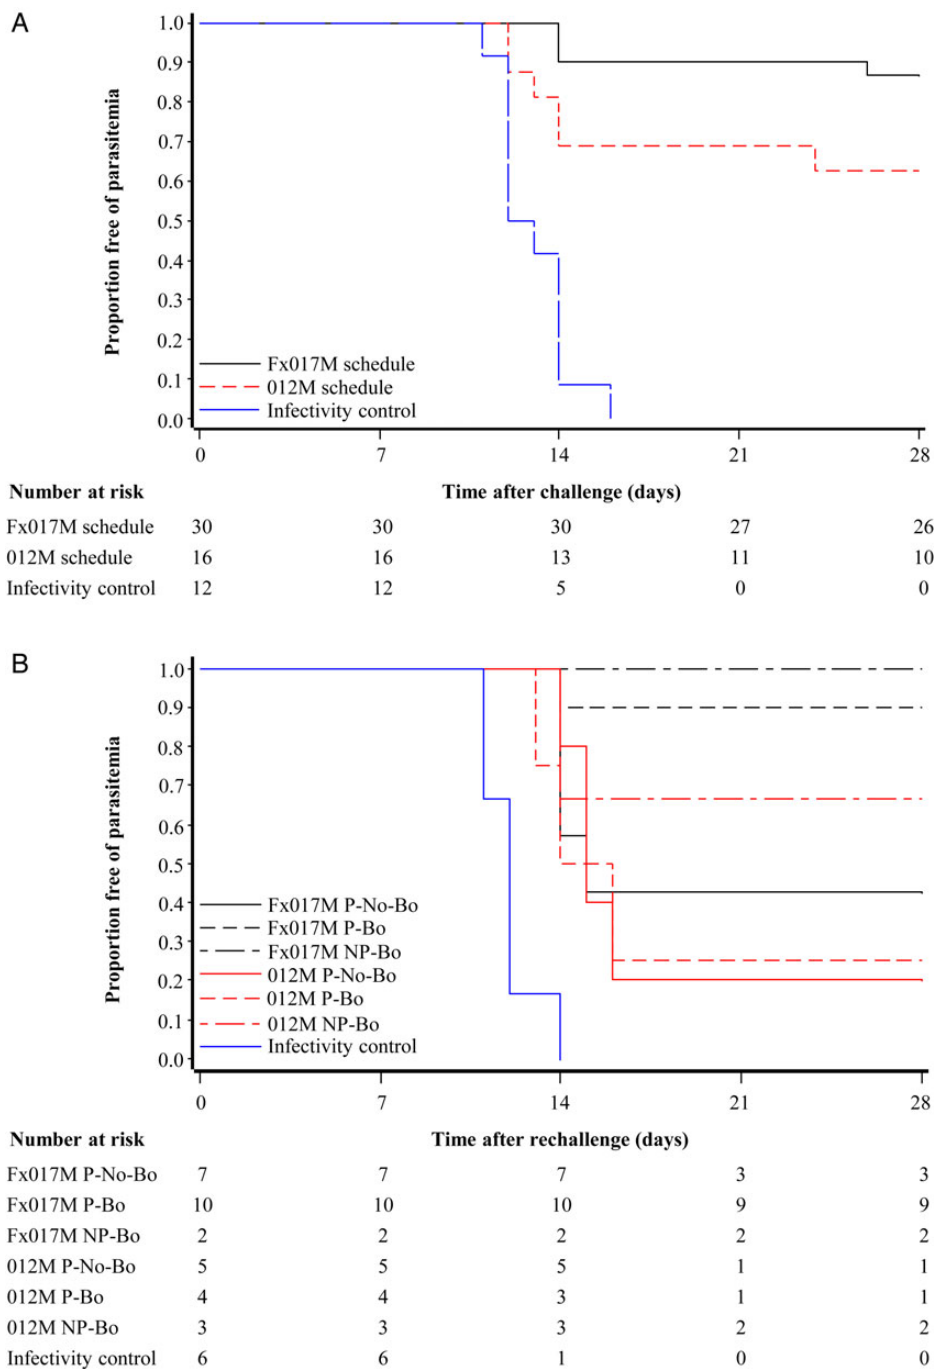 A
Proportion free of parasitemia
1.0
0.9
0.8
0.7
0.6
0.5
0.4
0.3
0.2
0.1
0.0
Fx017M schedule
012M schedule
Infectivity control
0 7 14 21 28
Number at risk Time after challenge (days)
Fx017M schedule 30 30 30 27 26
012M schedule 16 16 13 11 10
Infectivity control 12 12 5 0 0
B
Proportion free of parasitemia
1.0
0.9
0.8
0.7
0.6
0.5
0.4
0.3
0.2
0.1
0.0
Fx017M P-No-Bo
Fx017M P-Bo
Fx017M NP-Bo
012M P-No-Bo
012M P-Bo
012M NP-Bo
Infectivity control
0 7 14 21 28
Number at risk Time after rechallenge (days)
Fx017M P-No-Bo 7 7 7 3 3
Fx017M P-Bo 10 10 10 9 9
Fx017M NP-Bo 2 2 2 2 2
012M P-No-Bo 5 5 5 1 1
012M P-Bo 4 4 3 1 1
012M NP-Bo 3 3 3 2 2
Infectivity control 6 6 1 0 0